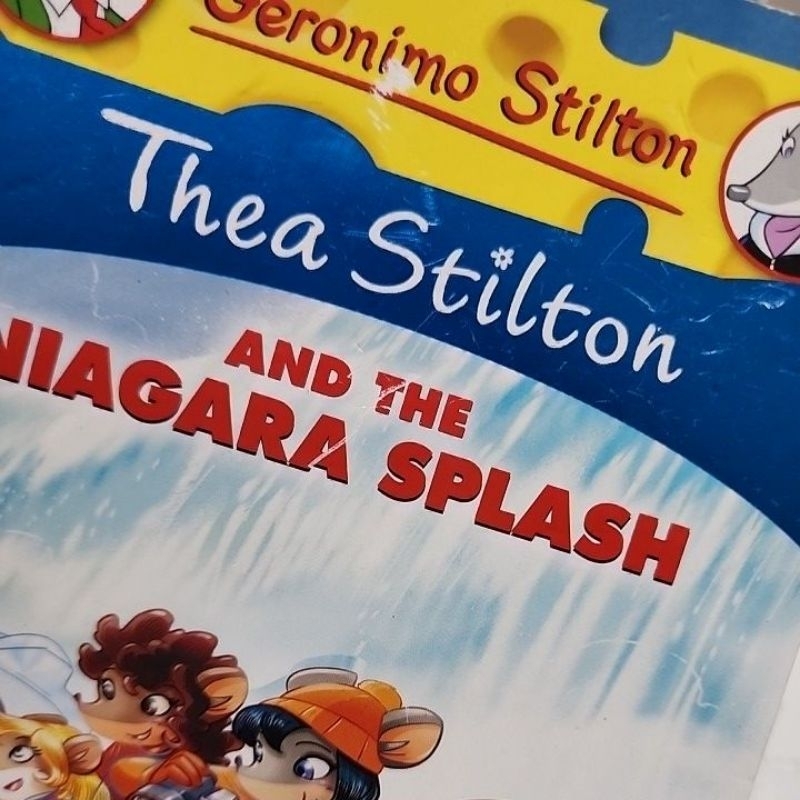 Geronimo Stilton
Thea Stilton
AND THE
NIAGARA SPLASH